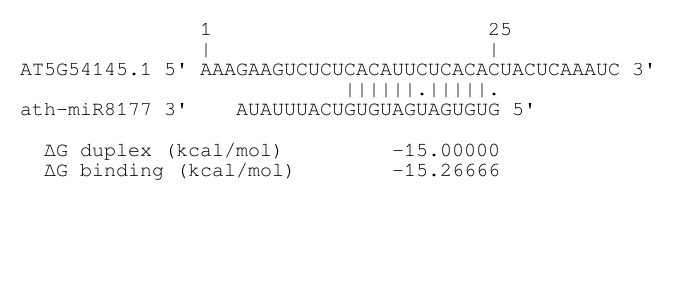 1 25
| |
AT5G54145.1 5' AAAGAAGUCUCUCACAUUCUCACACUACUCAAAUC 3'
||||||.|||||.
ath-miR8177 3' AUAUUUACUGUGUAGUAGUGUG 5'
ΔG duplex (kcal/mol) -15.00000
ΔG binding (kcal/mol) -15.26666